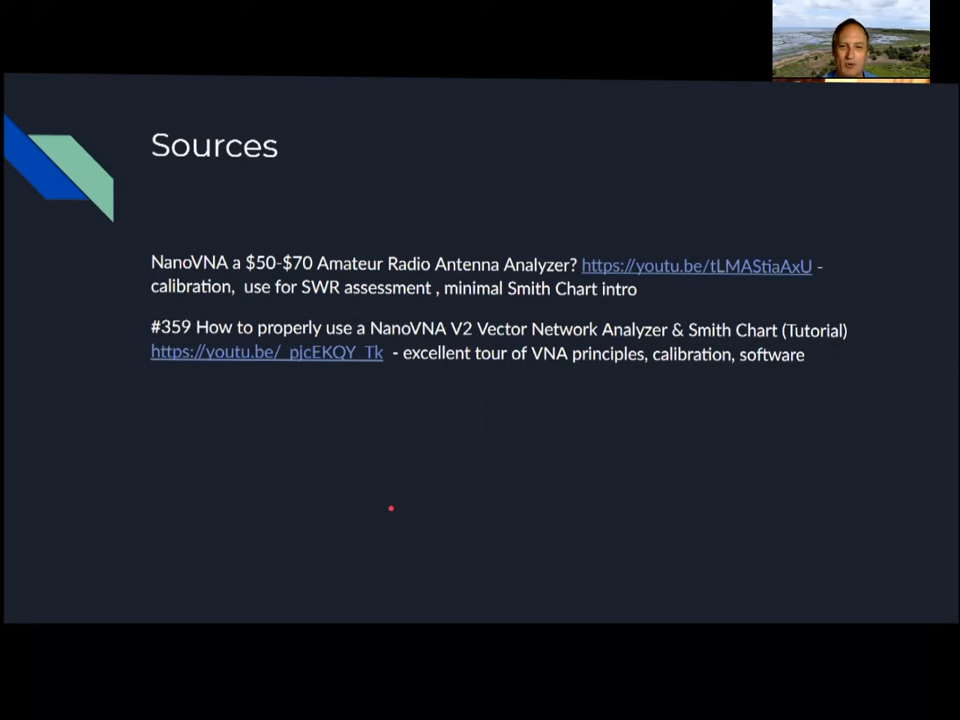 Sources
NanoVNA a $50-$70 Amateur Radio Antenna Analyzer? https://youtu.be/tLMAStiaAxU -
calibration, use for SWR assessment , minimal Smith Chart intro
#359 How to properly use a NanoVNA V2 Vector Network Analyzer & Smith Chart (Tutorial)
https://youtu.be/_pjcEKQY_Tk - excellent tour of VNA principles, calibration, software